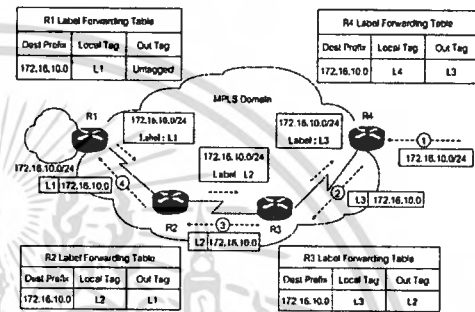 R1 Label Forwarding Table
Dest Prefix Local Tag Out Tag
172.16.10.0 L1 Untagged
R4 Label Forwarding Table
Dest Prefix Local Tag Out Tag
172.16.10.0 L4 L3
MPLS Domain
R1
172.16.10.0/24
Label : L1
172.16.10.0/24
Label L2
172.16.10.0/24
Label : L3
R4
1
172.16.10.0/24
172.16.10.0/24
L1 172.16.10.0
4
2
L3 172.16.10.0
R2
3
R3
L2 172.16.10.0
R2 Label Forwarding Table
Dest Prefix Local Tag Out Tag
172.16.10.0 L2 L1
R3 Label Forwarding Table
Dest Prefix Local Tag Out Tag
172.16.10.0 L3 L2